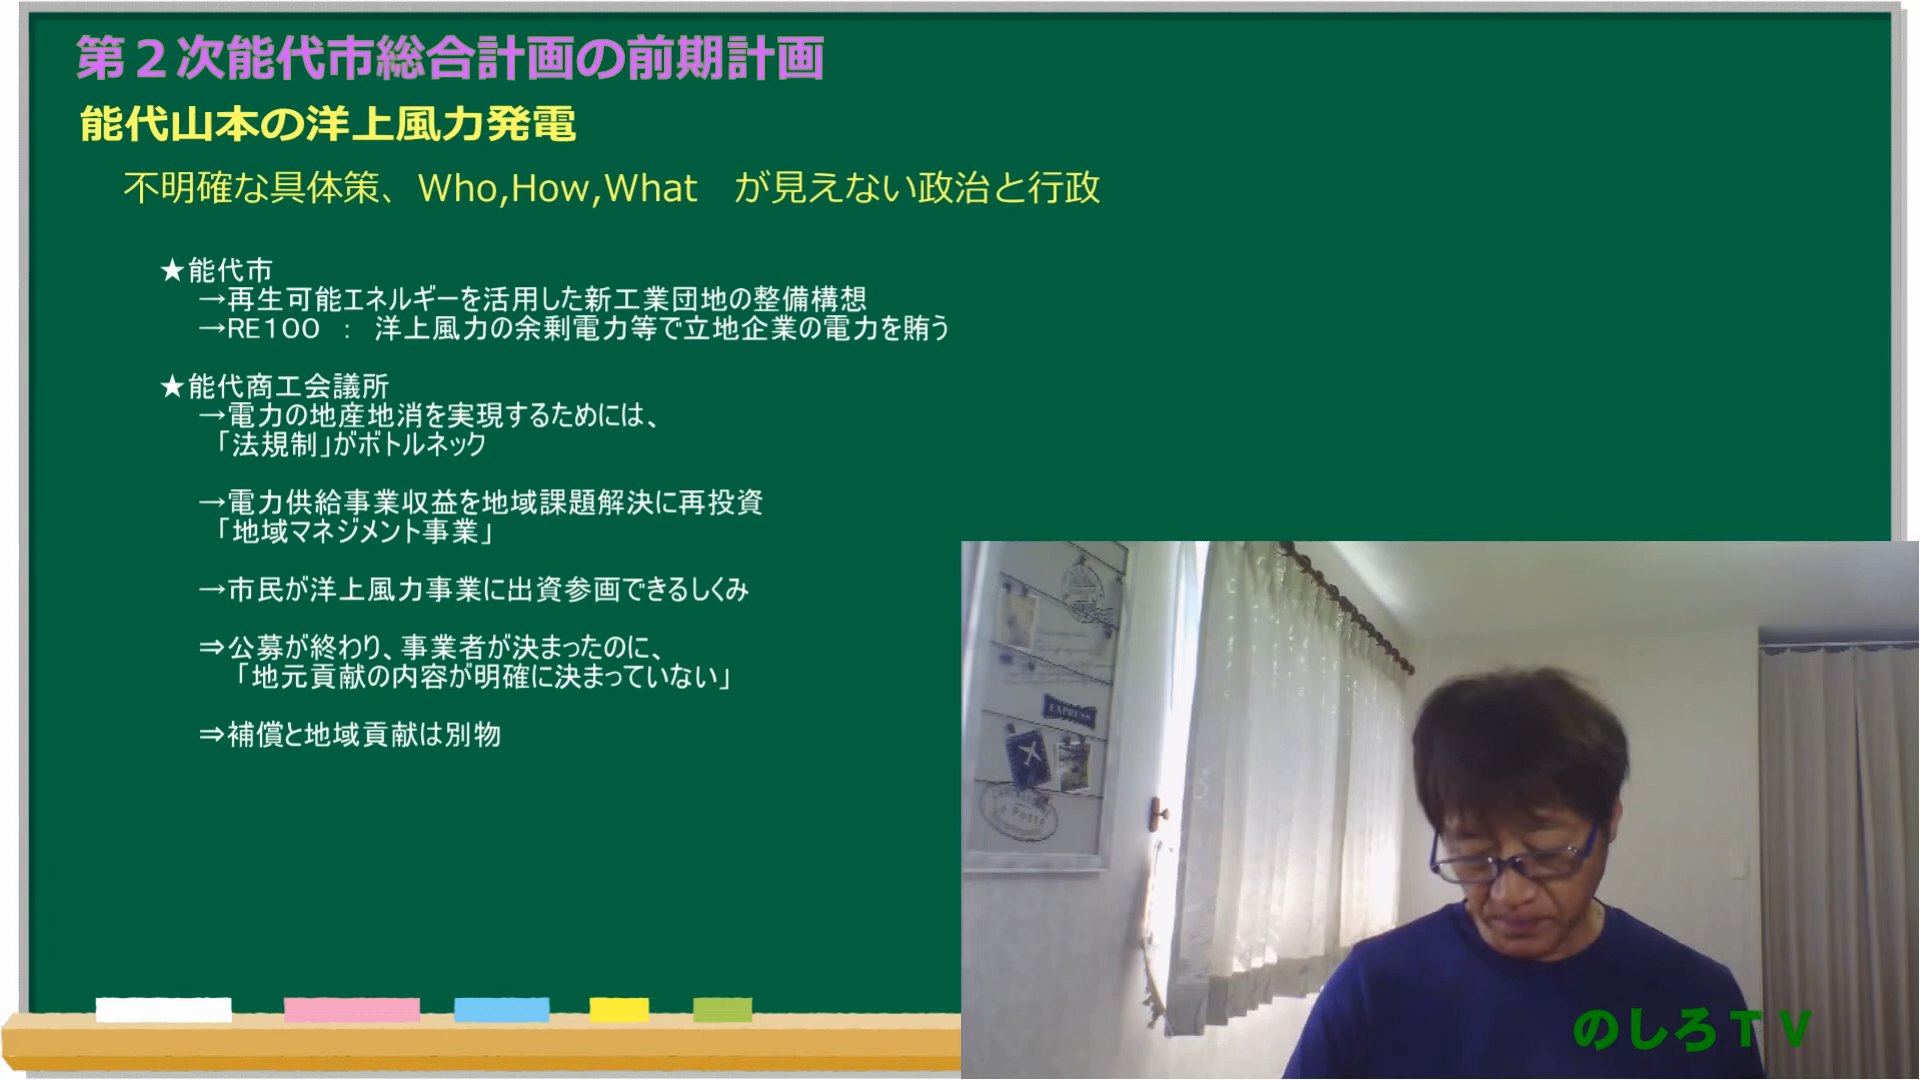 第２次能代市総合計画の前期計画
能代山本の洋上風力発電
不明確な具体策、Who,How,What　が見えない政治と行政
★能代市
→再生可能エネルギーを活用した新工業団地の整備構想
→RE100　：　洋上風力の余剰電力等で立地企業の電力を賄う
★能代商工会議所
→電力の地産地消を実現するためには、
「法規制」がボトルネック
→電力供給事業収益を地域課題解決に再投資
「地域マネジメント事業」
→市民が洋上風力事業に出資参画できるしくみ
⇒公募が終わり、事業者が決まったのに、
「地元貢献の内容が明確に決まっていない」
⇒補償と地域貢献は別物
EXPRESS
a Posto
のしろＴＶ